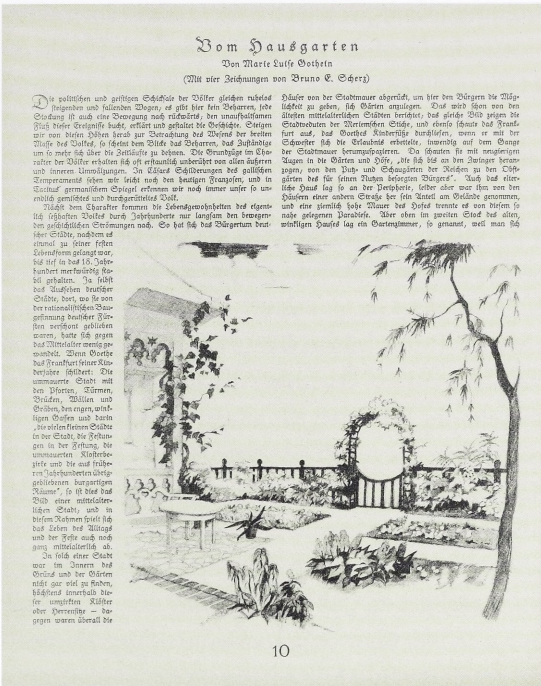 Vom Hausgarten
Von Marie Luise Gothein
(Mit vier Zeichnungen von Bruno E. Scherz)
Die politischen und geistigen Schicksale der Völker gleichen ruhelos
steigenden und fallenden Wogen; es gibt hier kein Beharren, jede
Stockung ist auch eine Bewegung nach rückwärts; den unaufhaltsamen
Fluß dieser Ereignisse bucht, erklärt und gestaltet die Geschichte. Steigen
wir von diesen Höhen herab zur Betrachtung des Wesens der breiten
Masse des Volkes, so scheint dem Blicke das Beharren, das Zuständige
um so mehr sich über die Zeitläufte zu dehnen. Die Grundzüge im Cha-
rakter der Völker erhalten sich oft erstaunlich unberührt von allen äußeren
und inneren Umwälzungen. In Cäsars Schilderungen des gallischen
Temperaments sehen wir leicht noch den heutigen Franzosen, und in
Tacitus' germanischem Spiegel erkennen wir noch immer unser so un-
endlich gemischtes und durchgerütteltes Volk.
Nächst dem Charakter kommen die Lebensgewohnheiten des eigent-
lich seßhaften Volkes durch Jahrhunderte nur langsam den bewegen-
den geschichtlichen Strömungen nach. So hat sich das Bürgertum deut-
scher Städte, nachdem es
einmal zu seiner festen
Lebensform gelangt war,
bis tief in das 18. Jahr-
hundert merkwürdig sta-
bil gehalten. Ja selbst
das Aussehen deutscher
Städte, dort, wo sie von
der rationalistischen Bau-
gesinnung deutscher Für-
sten verschont geblieben
waren, hatte sich gegen
das Mittelalter wenig ge-
wandelt. Wenn Goethe
das Frankfurt seiner Kin-
derjahre schildert: Die
ummauerte Stadt mit
den Pforten, Türmen,
Brücken, Wällen und
Gräben, den engen, wink-
ligen Gassen und darin
„die vielen kleinen Städte
in der Stadt, die Festun-
gen in der Festung, die
ummauerten Klosterbe-
zirke und die aus frühe-
ren Jahrhunderten übrig-
gebliebenen burgartigen
Räume", so ist dies das
Bild einer mittelalter-
lichen Stadt; und in
diesem Rahmen spielt sich
das Leben des Alltags
und der Feste auch noch
ganz mittelalterlich ab.
In solch einer Stadt
war im Innern des
Grüns und der Gärten
nicht gar viel zu finden,
höchstens innerhalb die-
ser umzirkten Klöster
oder Herrensitze – da-
gegen waren überall die
Häuser von der Stadtmauer abgerückt, um hier den Bürgern die Mög-
lichkeit zu geben, sich Gärten anzulegen. Das wird schon von den
ältesten mittelalterlichen Städten berichtet, das gleiche Bild zeigen die
Stadtveduten der Merianschen Stiche, und ebenso schaute das Frank-
furt aus, das Goethes Kinderfüße durchliefen, wenn er mit der
Schwester sich die Erlaubnis erbettelte, inwendig auf dem Gange
der Stadtmauer herumzuspazieren. Da schauten sie mit neugierigen
Augen in die Gärten und Höfe, „die sich bis an den Zwinger heran-
zogen; von den Putz- und Schaugärten der Reichen zu den Obst-
gärten des für seinen Nutzen besorgten Bürgers". Auch das elter-
liche Haus lag so an der Peripherie, leider aber war ihm von den
Häusern einer andern Straße her sein Anteil am Gelände genommen,
und eine ziemlich hohe Mauer des Hofes trennte es von diesem so
nahe gelegenen Paradiese. Aber oben im zweiten Stock des alten,
winkligen Hauses lag ein Gartenzimmer, so genannt, weil man sich
10